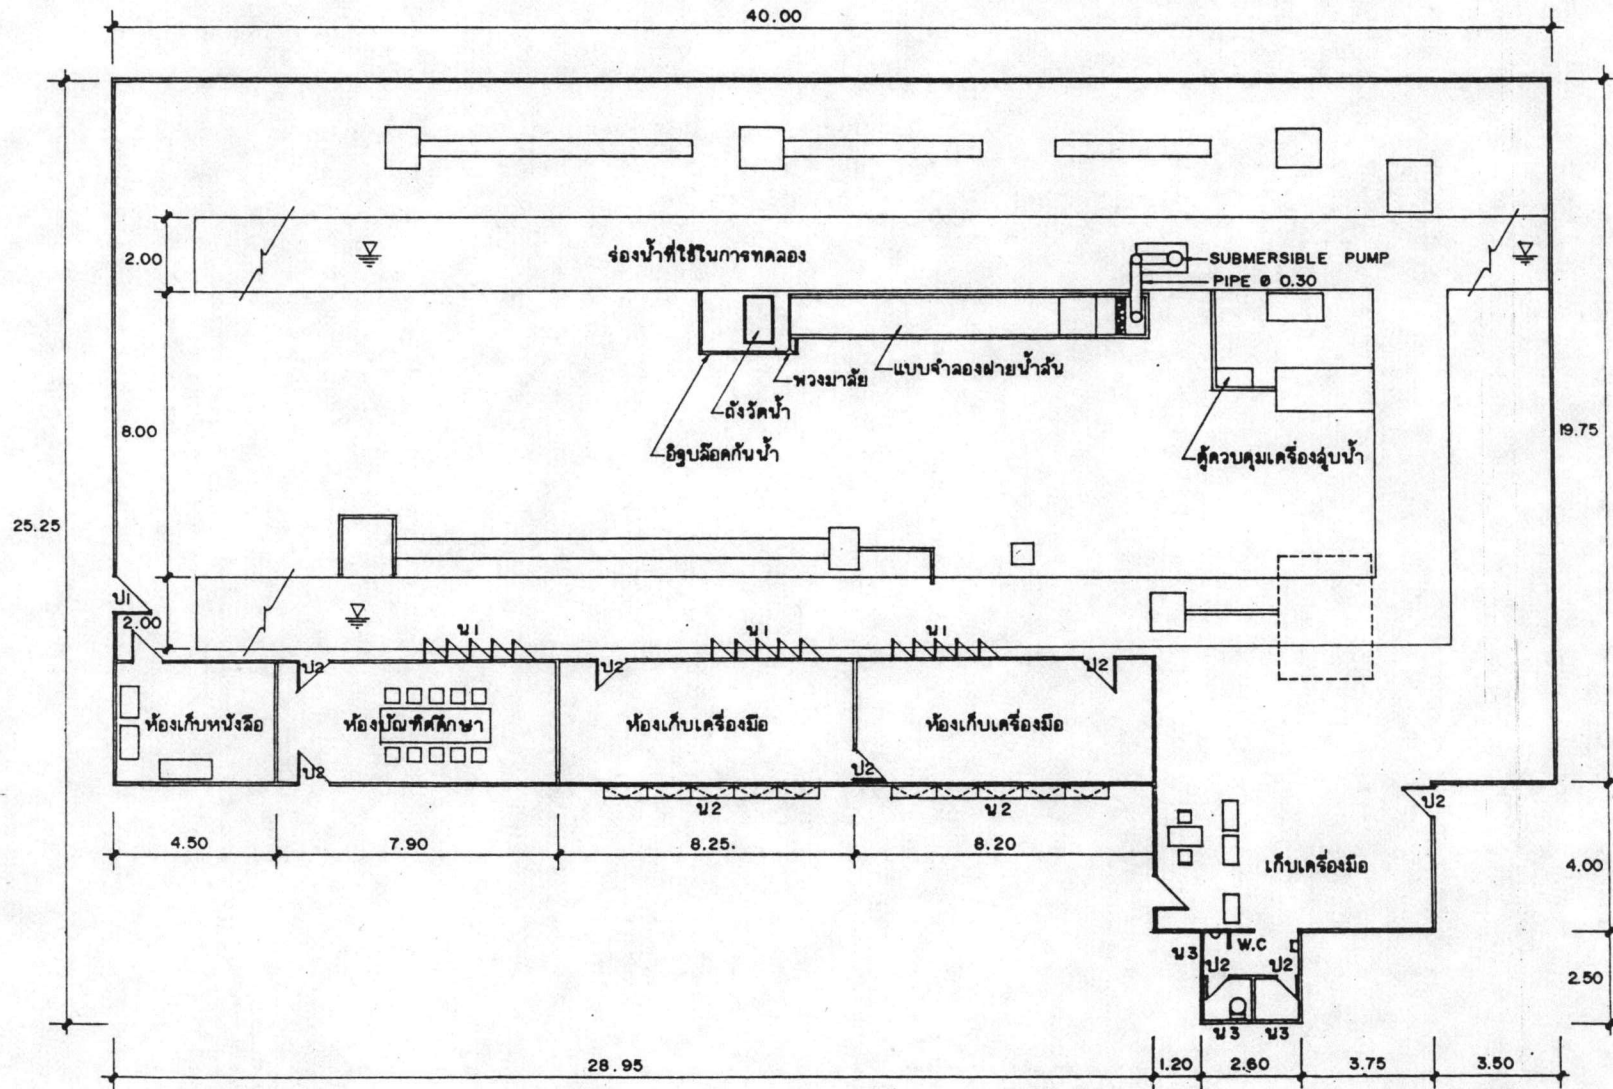 40.00
2.00
ร่องน้ำที่ใช้ในการทดลอง
SUBMERSIBLE PUMP
PIPE Ø 0.30
พวงมาลัย
แบบจำลองฝายน้ำล้น
ถังวัดน้ำ
อิฐบล๊อคกันน้ำ
ตู้ควบคุมเครื่องสูบน้ำ
8.00
19.75
25.25
ป1
2.00
น1
น1
น1
ป2
ป2
ป2
ห้องเก็บหนังสือ
ห้องบัณฑิตศึกษา
ห้องเก็บเครื่องมือ
ห้องเก็บเครื่องมือ
ป2
ป2
ป2
น2
น2
4.50
7.90
8.25
8.20
เก็บเครื่องมือ
4.00
W.C
น3
ป2
ป2
2.50
น3
น3
28.95
1.20
2.60
3.75
3.50